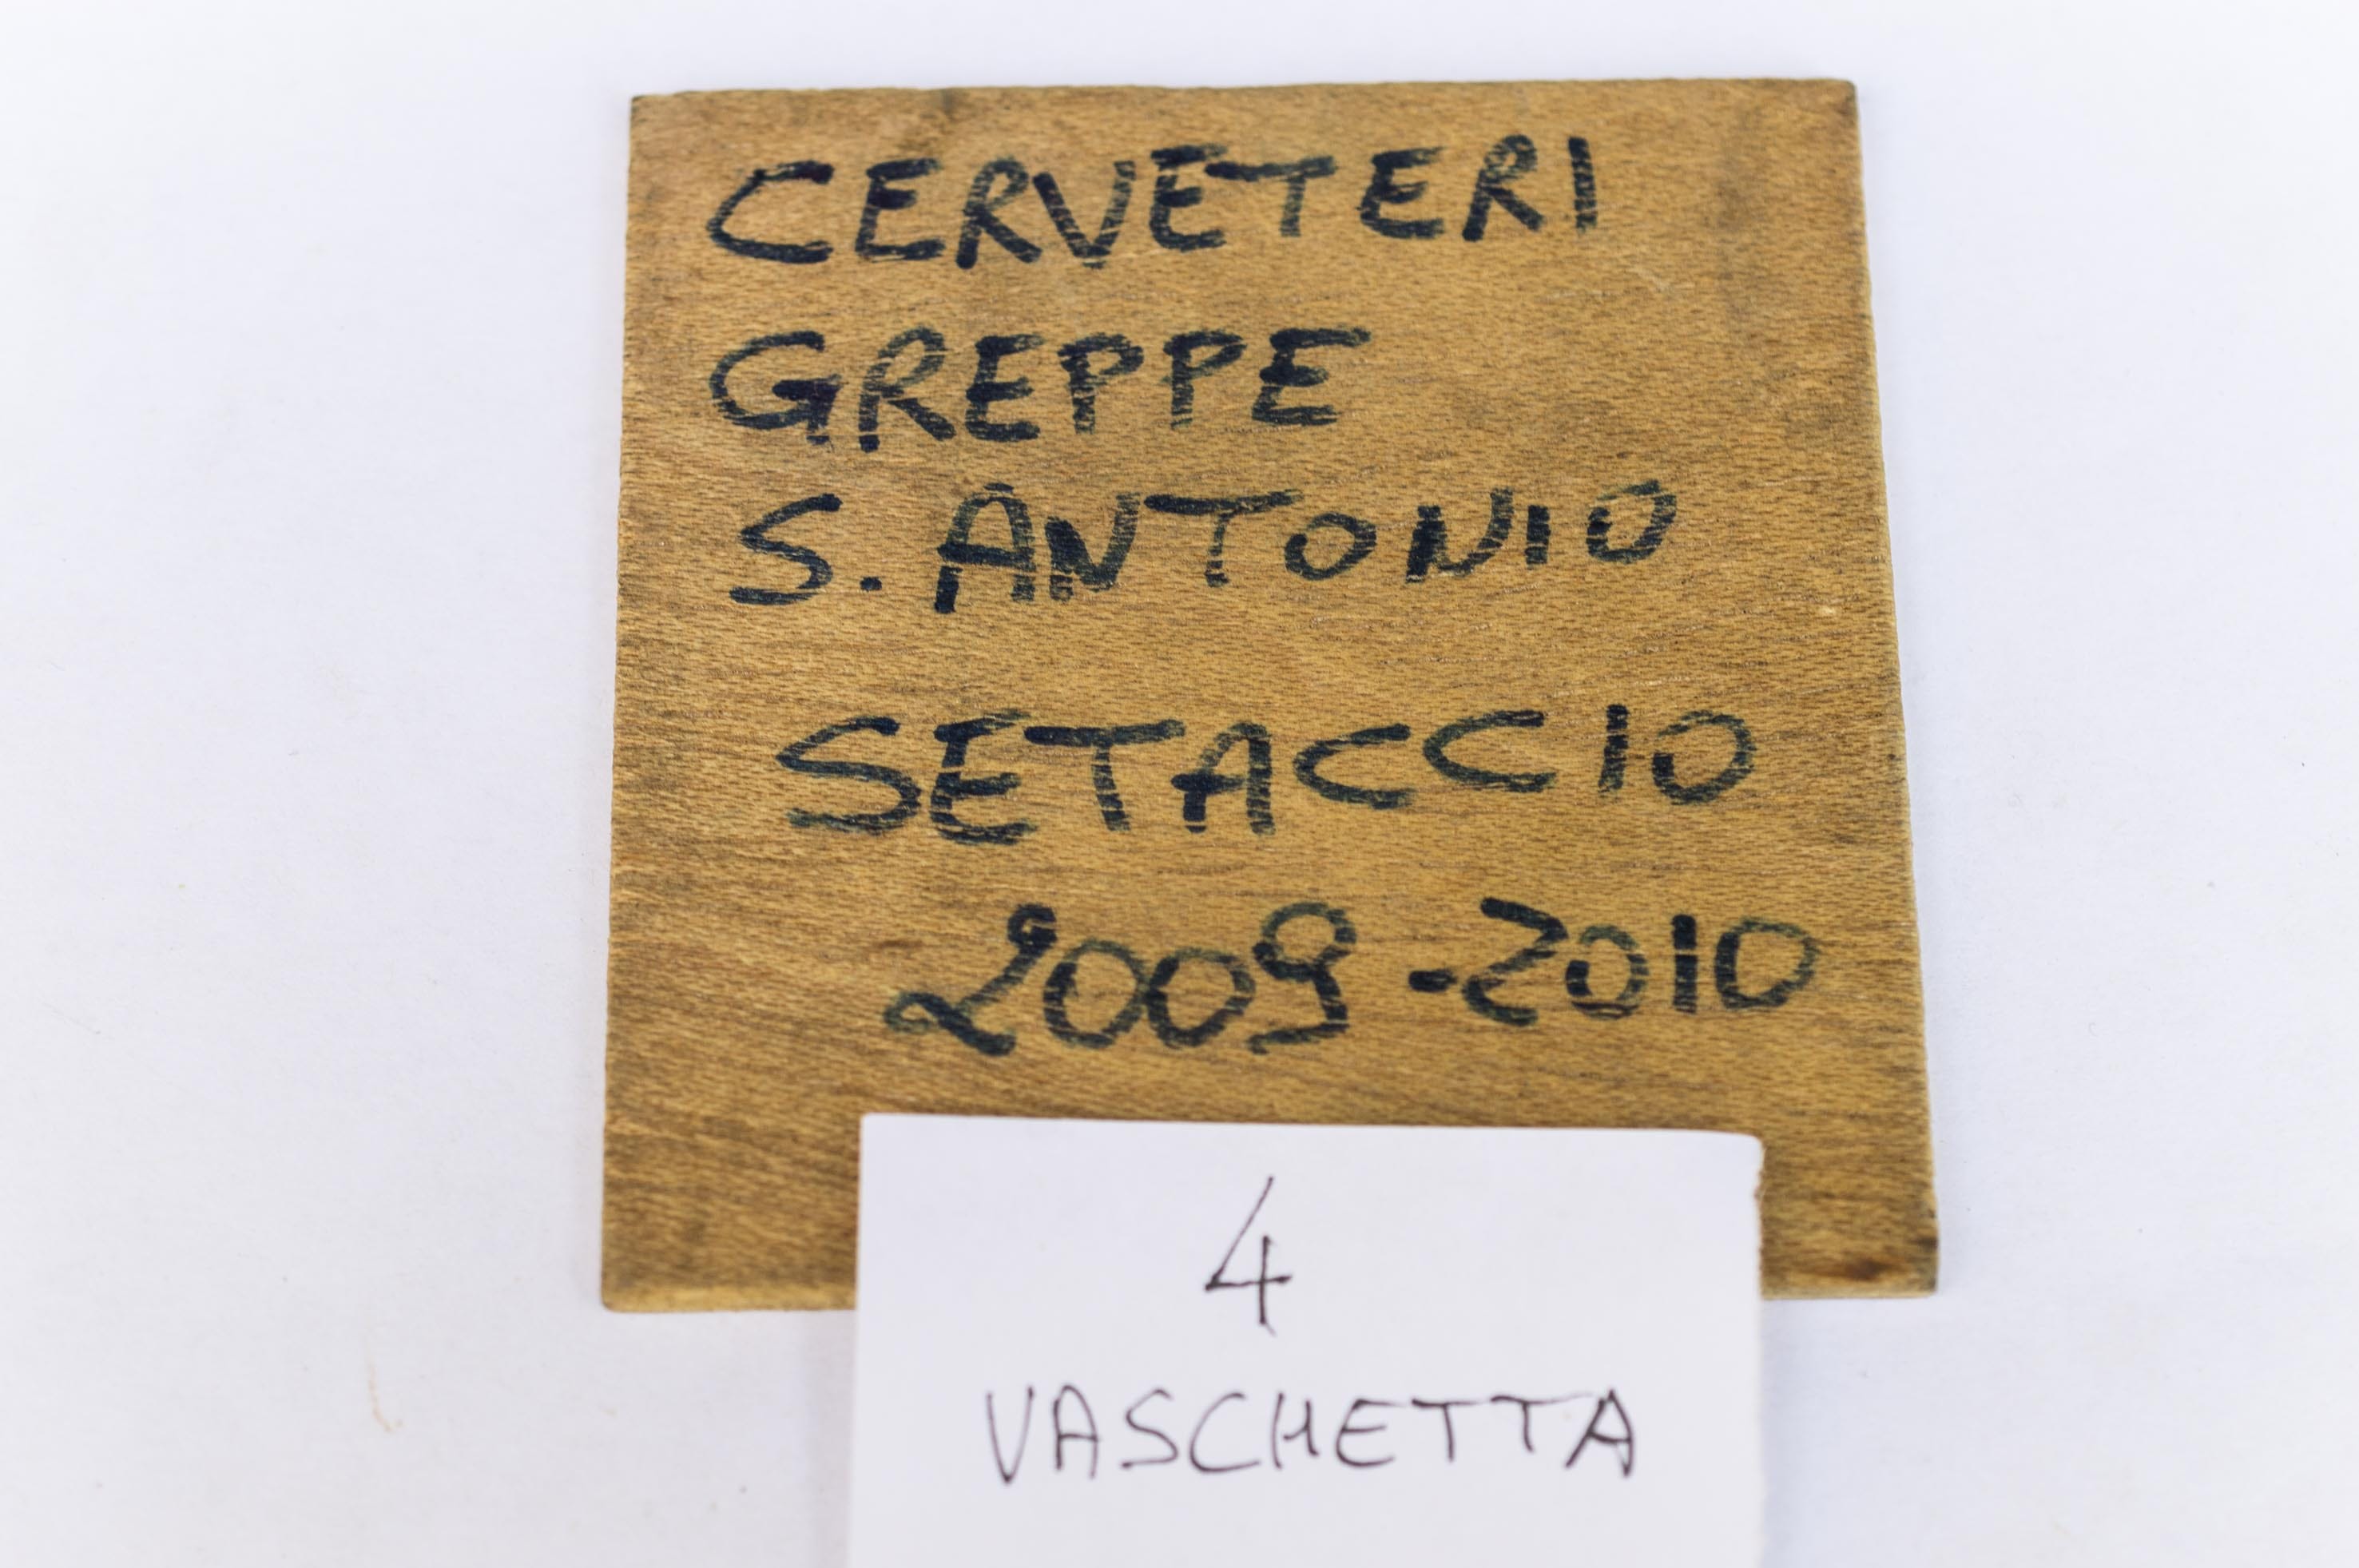 CERVETERI
GREPPE
S. ANTONIO
SETACCIO
2009-2010
4
VASCHETTA